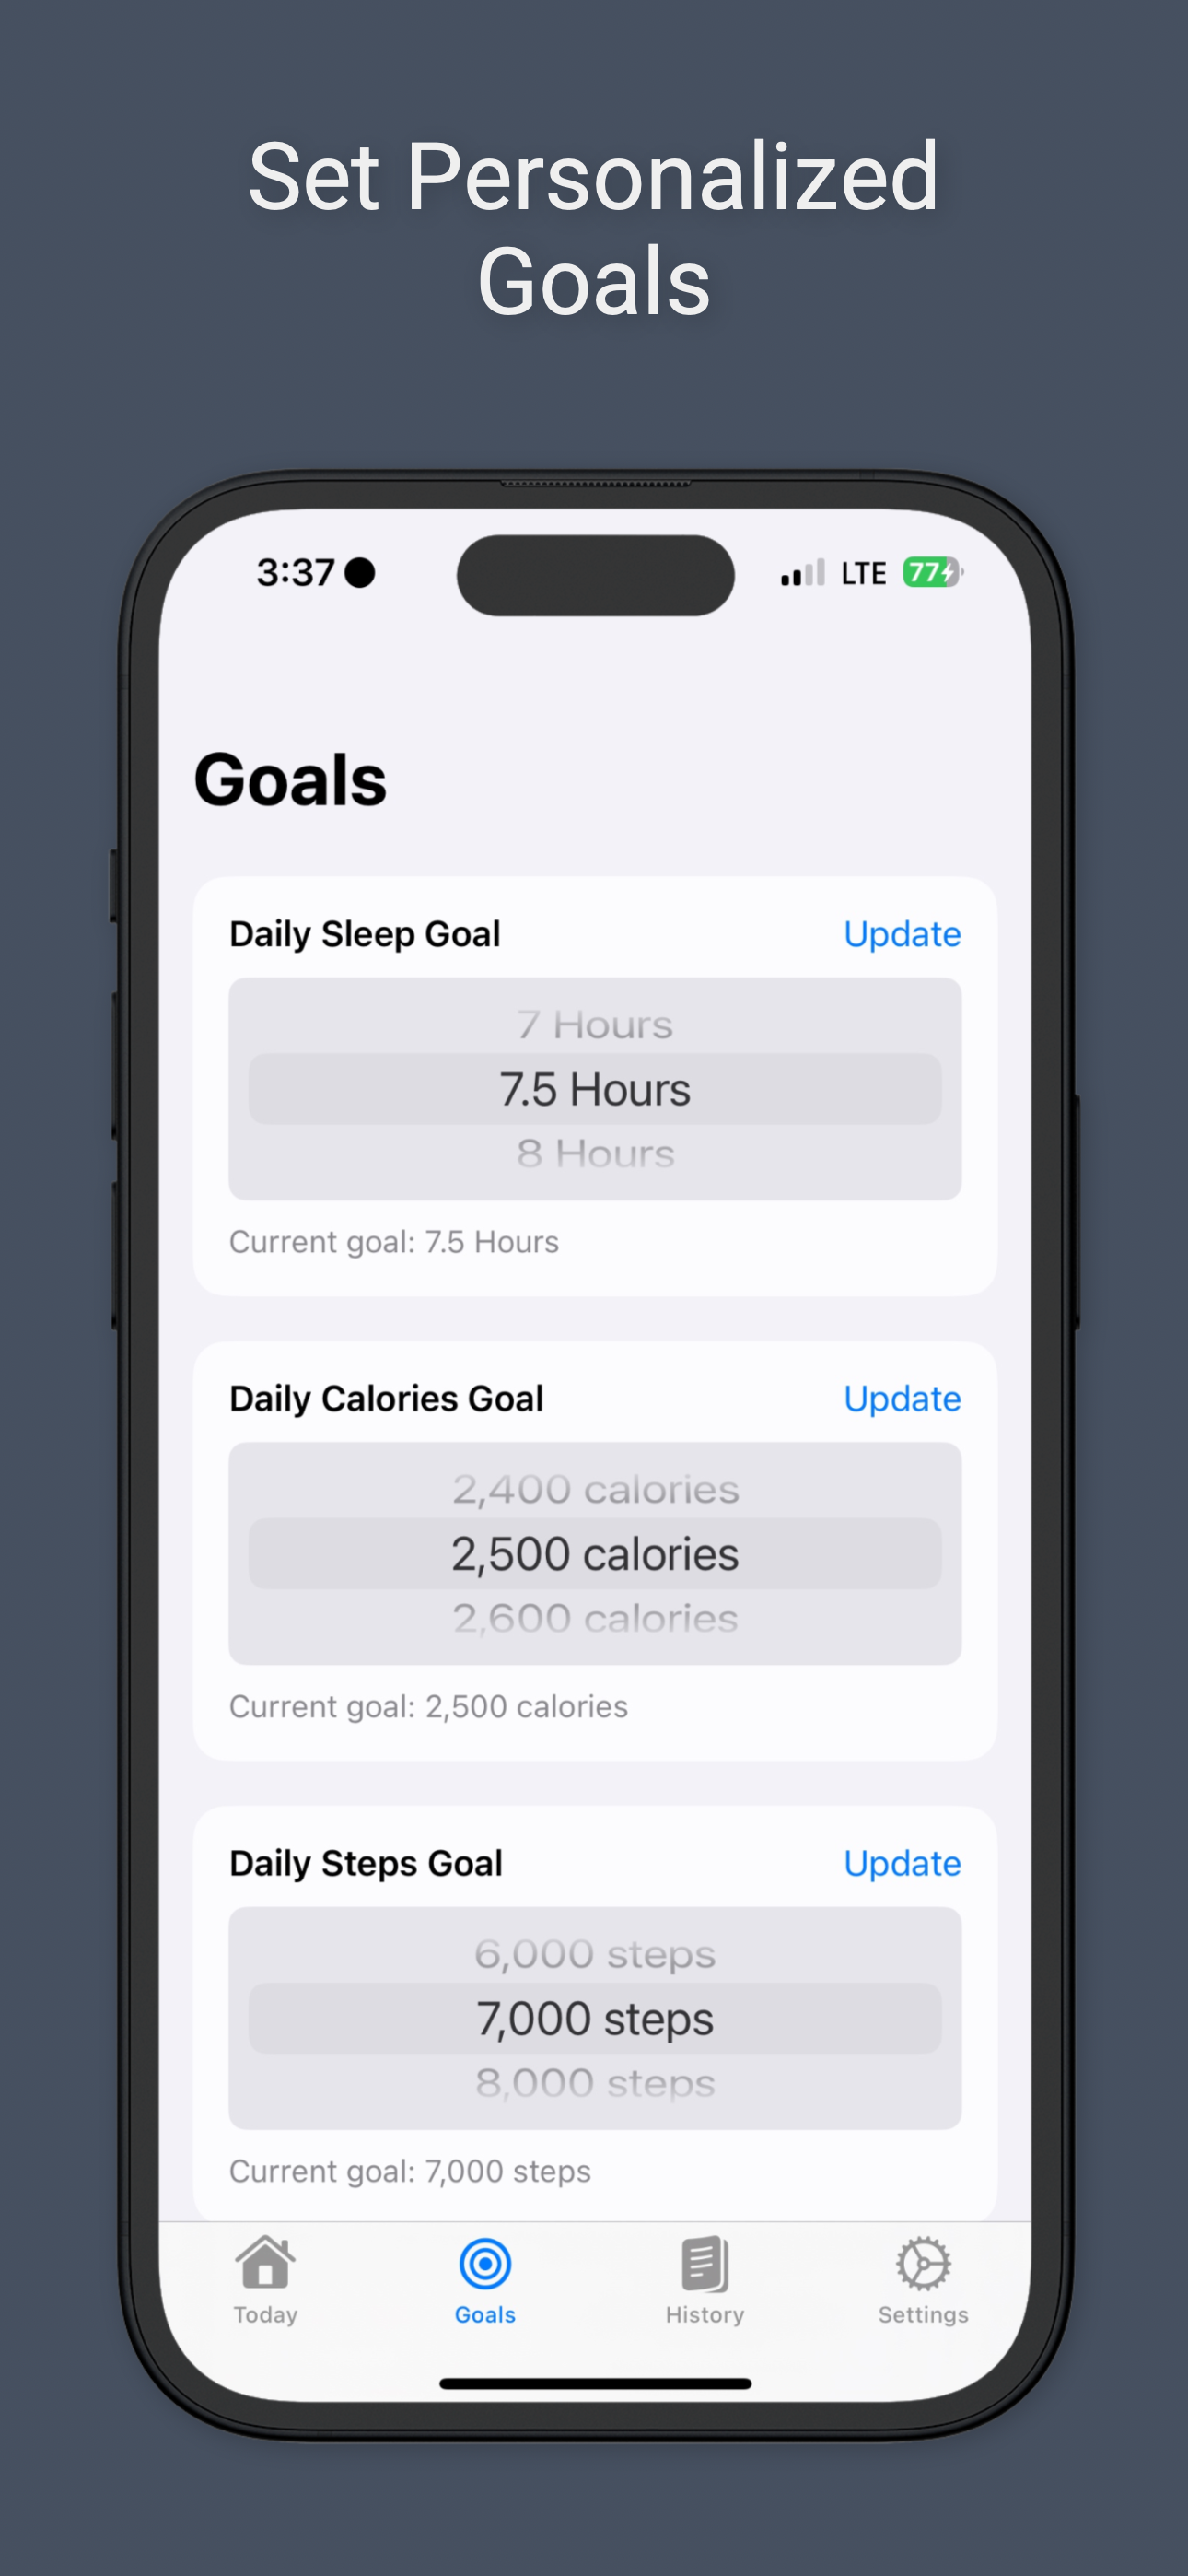 Set Personalized
Goals
3:37
LTE
77
Goals
Daily Sleep Goal
Update
7 Hours
7.5 Hours
8 Hours
Current goal: 7.5 Hours
Daily Calories Goal
Update
2,400 calories
2,500 calories
2,600 calories
Current goal: 2,500 calories
Daily Steps Goal
Update
6,000 steps
7,000 steps
8,000 steps
Current goal: 7,000 steps
Today
Goals
History
Settings